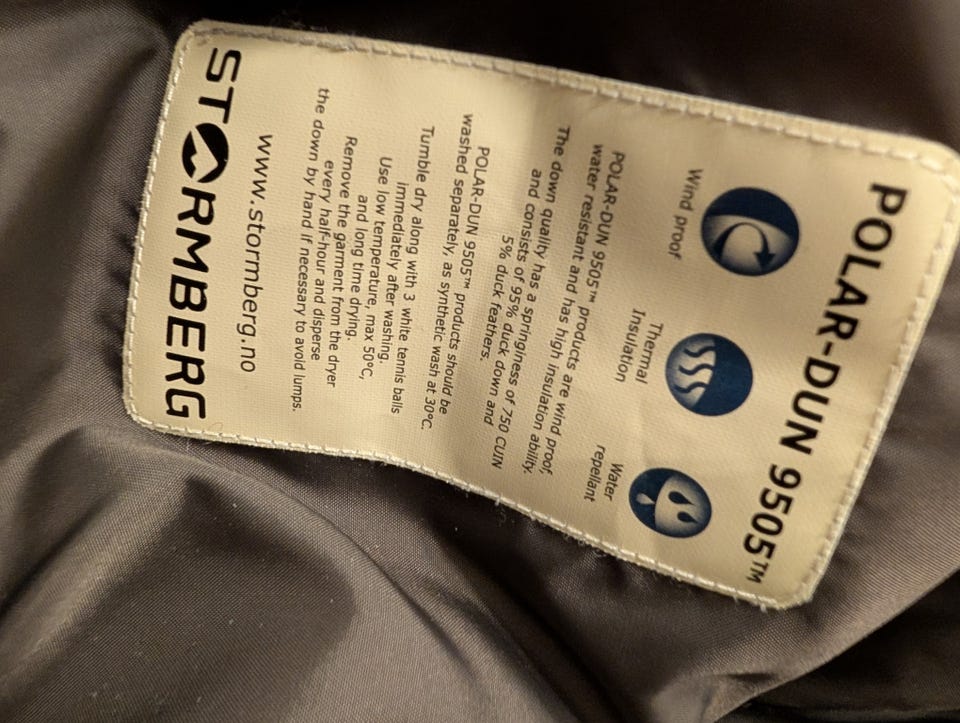 POLAR-DUN 9505™
Wind proof
Thermal
Insulation
Water
repellant
POLAR-DUN 9505™ products are wind proof,
water resistant and has high insulation ability.
The down quality has a springiness of 750 CUIN
and consists of 95% duck down and
5% duck feathers.
POLAR-DUN 9505™ products should be
washed separately, as synthetic wash at 30°C.
Tumble dry along with 3 white tennis balls
immediately after washing.
Use low temperature, max 50°C,
and long time drying.
Remove the garment from the dryer
every half-hour and disperse
the down by hand if necessary to avoid lumps.
www.stormberg.no
STORMBERG